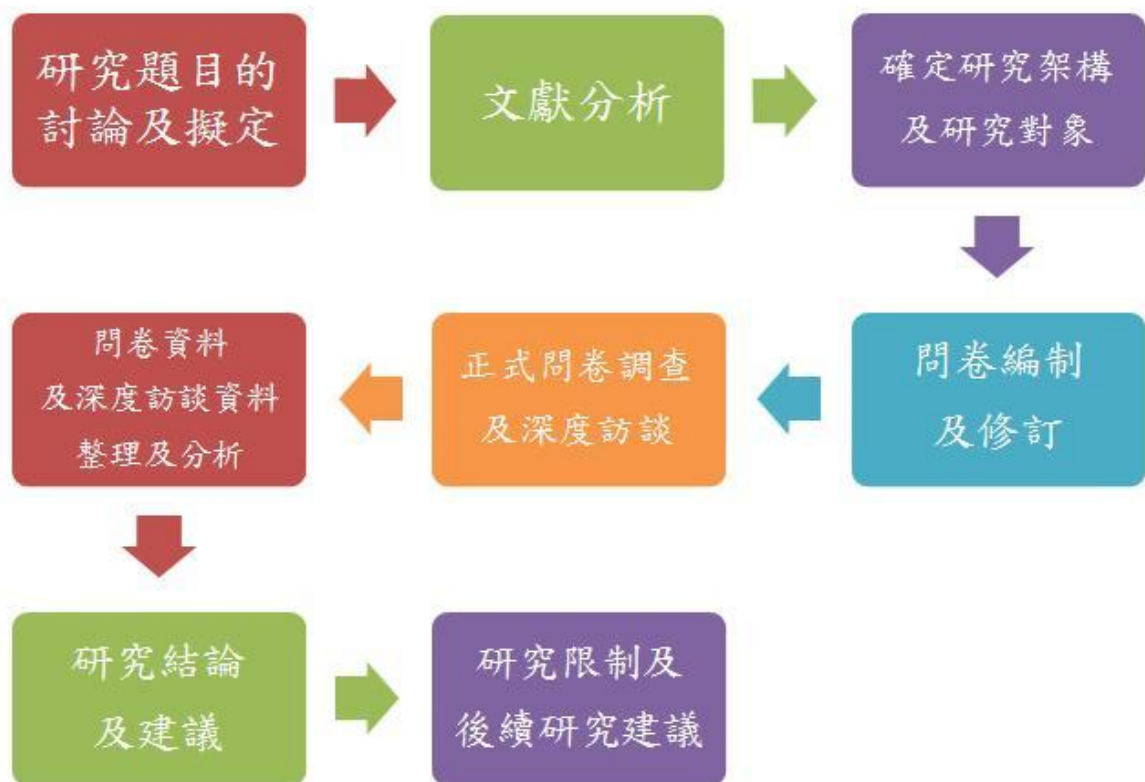 研究題目的
討論及擬定
文獻分析
確定研究架構
及研究對象
問卷編制
及修訂
正式問卷調查
及深度訪談
問卷資料
及深度訪談資料
整理及分析
研究結論
及建議
研究限制及
後續研究建議